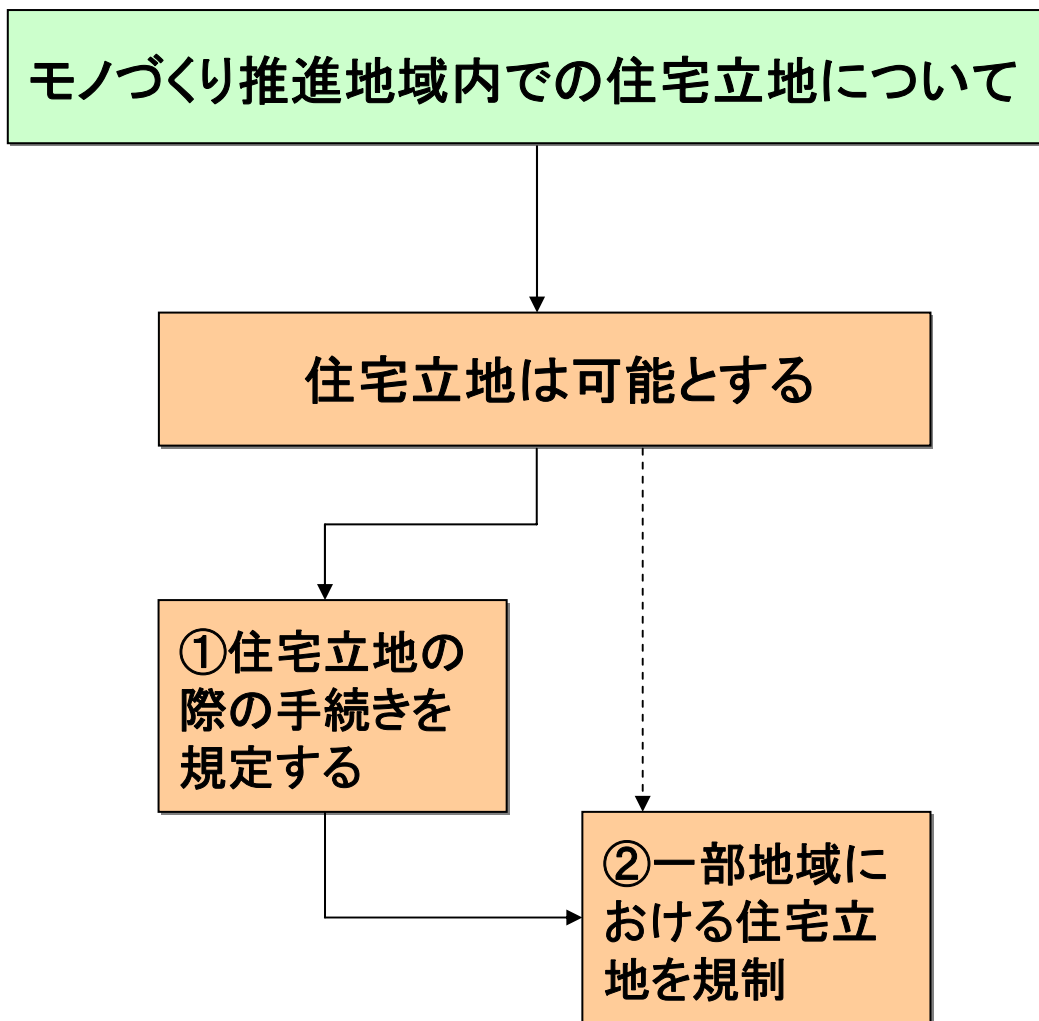 モノづくり推進地域内での住宅立地について
住宅立地は可能とする
①住宅立地の
際の手続きを
規定する
②一部地域に
おける住宅立
地を規制